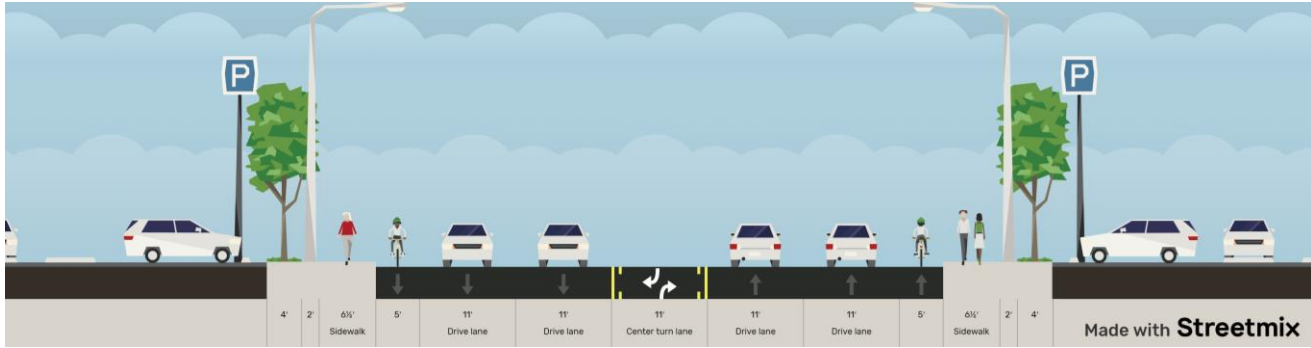 P
P
4' 2' 6½' 5' 11' 11' 11' 11' 11' 5' 6½' 2' 4'
Sidewalk Drive lane Drive lane Center turn lane Drive lane Drive lane Sidewalk
Made with Streetmix